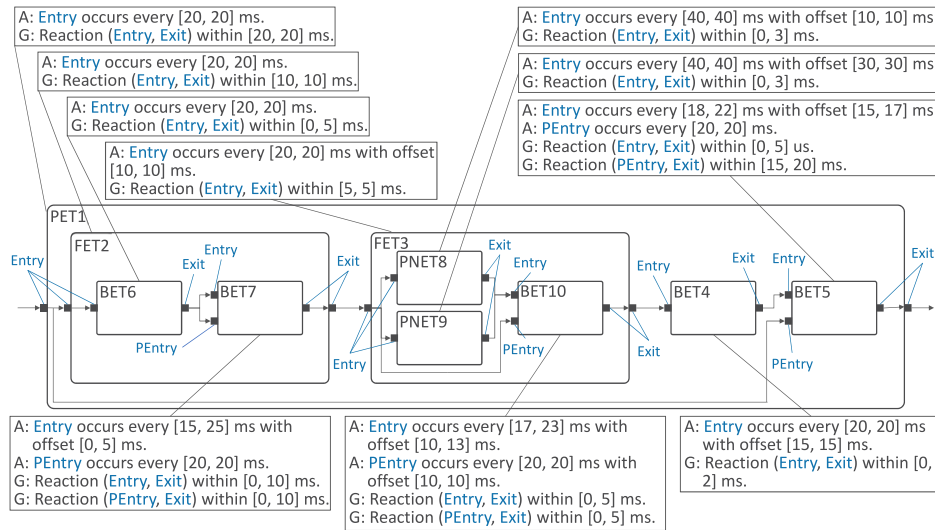 A: Entry occurs every [20, 20] ms.
G: Reaction (Entry, Exit) within [20, 20] ms.
A: Entry occurs every [20, 20] ms.
G: Reaction (Entry, Exit) within [10, 10] ms.
A: Entry occurs every [20, 20] ms.
G: Reaction (Entry, Exit) within [0, 5] ms.
A: Entry occurs every [20, 20] ms with offset
[10, 10] ms.
G: Reaction (Entry, Exit) within [5, 5] ms.
A: Entry occurs every [40, 40] ms with offset [10, 10] ms
G: Reaction (Entry, Exit) within [0, 3] ms.
A: Entry occurs every [40, 40] ms with offset [30, 30] ms
G: Reaction (Entry, Exit) within [0, 3] ms.
A: Entry occurs every [18, 22] ms with offset [15, 17] ms
A: PEntry occurs every [20, 20] ms.
G: Reaction (Entry, Exit) within [0, 5] us.
G: Reaction (PEntry, Exit) within [15, 20] ms.
PET1
FET2
FET3
Entry
BET6
Exit
Entry
BET7
PEntry
Exit
PNET8
PNET9
Entry
Exit
Entry
BET10
PEntry
Exit
Entry
BET4
Exit
Entry
BET5
PEntry
Exit
A: Entry occurs every [15, 25] ms with
offset [0, 5] ms.
A: PEntry occurs every [20, 20] ms.
G: Reaction (Entry, Exit) within [0, 10] ms.
G: Reaction (PEntry, Exit) within [0, 10] ms.
A: Entry occurs every [17, 23] ms with
offset [10, 13] ms.
A: PEntry occurs every [20, 20] ms with
offset [10, 10] ms.
G: Reaction (Entry, Exit) within [0, 5] ms.
G: Reaction (PEntry, Exit) within [0, 5] ms.
A: Entry occurs every [20, 20] ms
with offset [15, 15] ms.
G: Reaction (Entry, Exit) within [0,
2] ms.